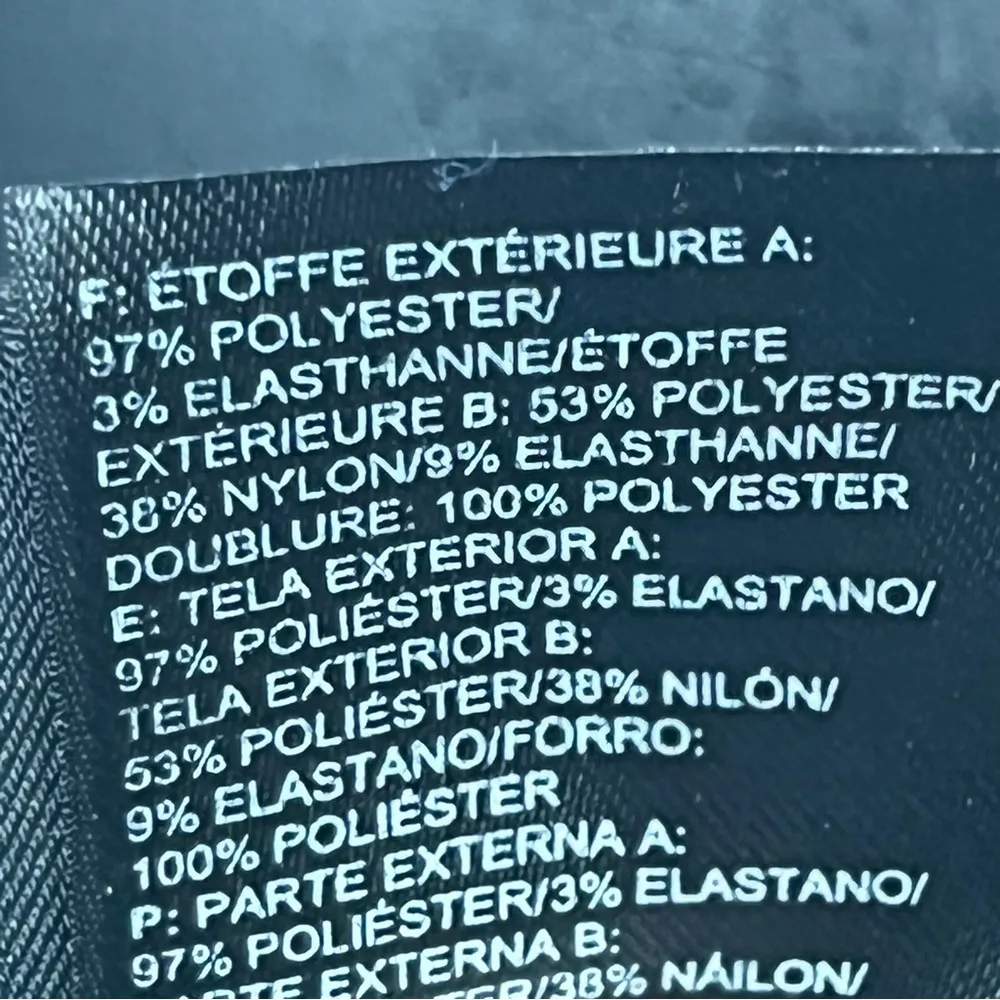 F: ÉTOFFE EXTÉRIEURE A:
97% POLYESTER/
3% ELASTHANNE/ÉTOFFE
EXTÉRIEURE B: 53% POLYESTER/
38% NYLON/9% ELASTHANNE/
DOUBLURE: 100% POLYESTER
E: TELA EXTERIOR A:
97% POLIÉSTER/3% ELASTANO/
TELA EXTERIOR B:
53% POLIÉSTER/38% NILÓN/
9% ELASTANO/FORRO:
100% POLIÉSTER
P: PARTE EXTERNA A:
97% POLIÉSTER/3% ELASTANO/
EXTERNA B:
38% NÁILON/